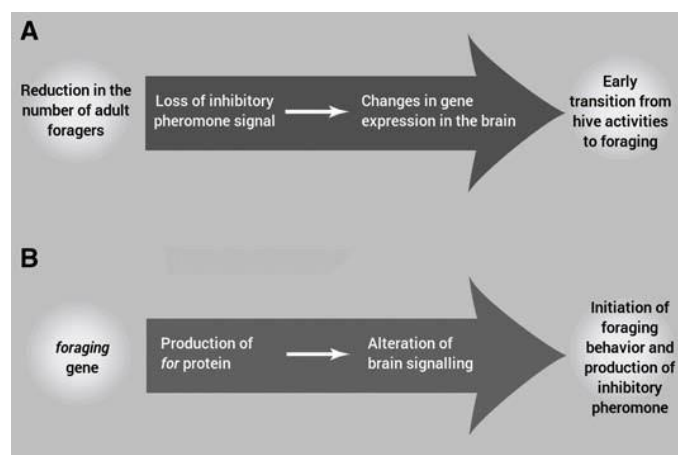 A
Reduction in the
number of adult
foragers
Loss of inhibitory
pheromone signal
Changes in gene
expression in the brain
Early
transition from
hive activities
to foraging
B
foraging
gene
Production of
for protein
Alteration of
brain signalling
Initiation of
foraging
behavior and
production of
inhibitory
pheromone